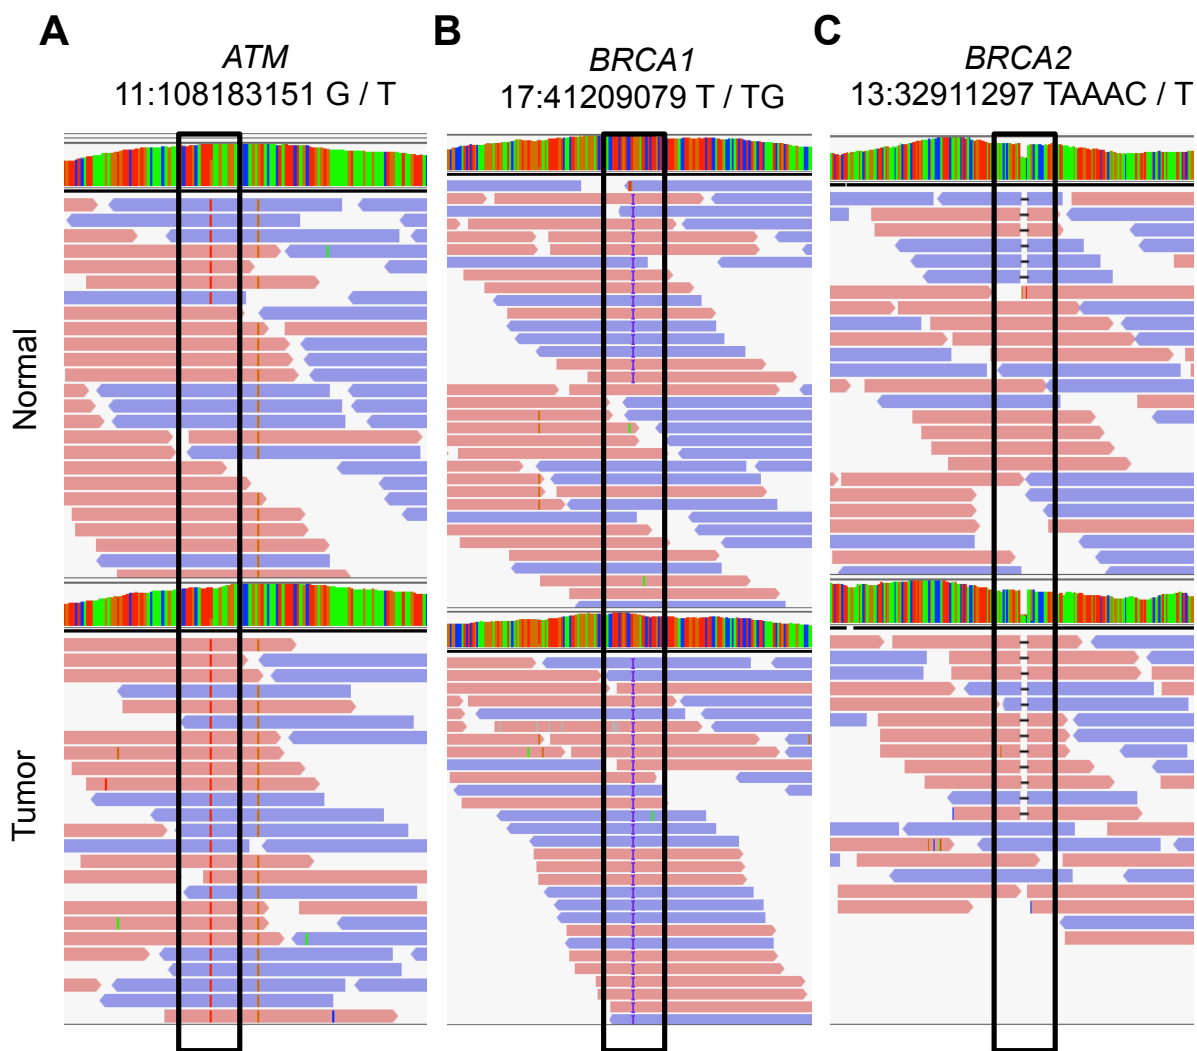 A
ATM
11:108183151 G / T
B
BRCA1
17:41209079 T / TG
C
BRCA2
13:32911297 TAAAC / T
Normal
Tumor